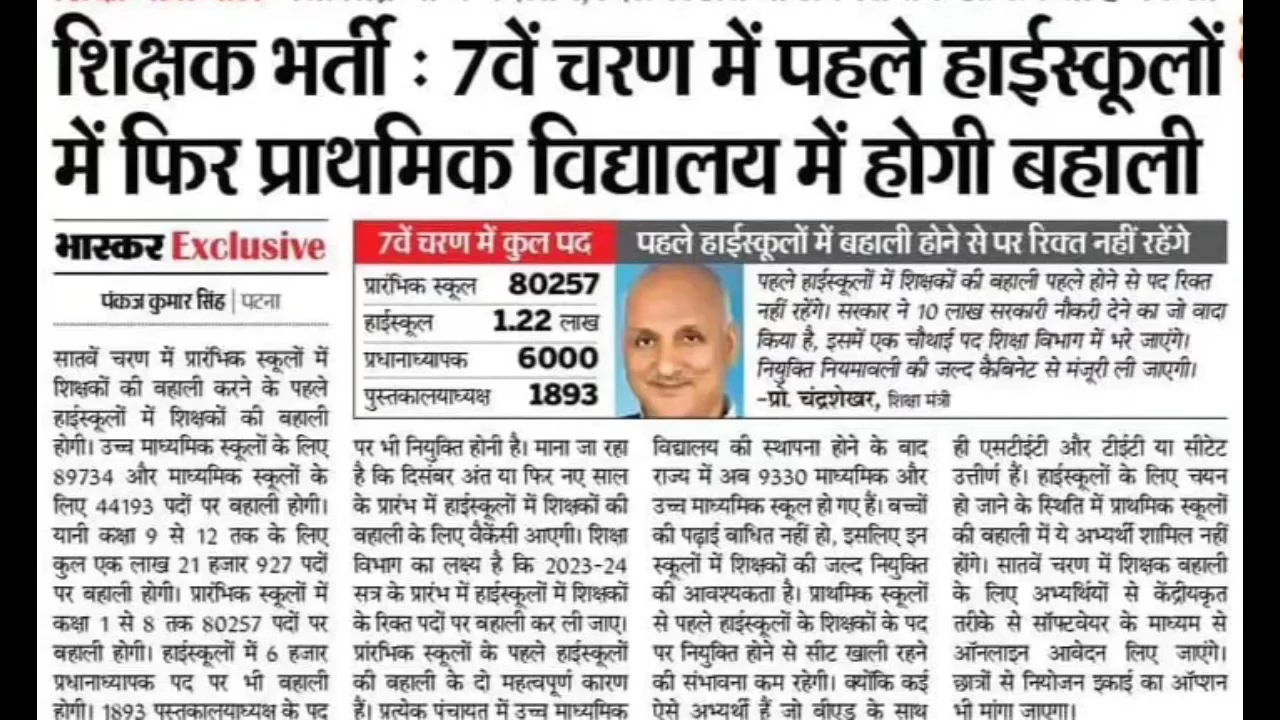 शिक्षक भर्ती : 7वें चरण में पहले हाईस्कूलों
में फिर प्राथमिक विद्यालय में होगी बहाली
भास्कर Exclusive
पंकज कुमार सिंह | पटना
सातवें चरण में प्रारंभिक स्कूलों में
शिक्षकों की बहाली करने के पहले
हाईस्कूलों में शिक्षकों की बहाली
होगी। उच्च माध्यमिक स्कूलों के लिए
89734 और माध्यमिक स्कूलों के
लिए 44193 पदों पर बहाली होगी।
यानी कक्षा 9 से 12 तक के लिए
कुल एक लाख 21 हजार 927 पदों
पर बहाली होगी। प्रारंभिक स्कूलों में
कक्षा 1 से 8 तक 80257 पदों पर
बहाली होगी। हाईस्कूलों में 6 हजार
प्रधानाध्यापक पद पर भी बहाली
होगी। 1893 पुस्तकालयाध्यक्ष के पद
7वें चरण में कुल पद
प्रारंभिक स्कूल 80257
हाईस्कूल 1.22 लाख
प्रधानाध्यापक 6000
पुस्तकालयाध्यक्ष 1893
पहले हाईस्कूलों में बहाली होने से पर रिक्त नहीं रहेंगे
पहले हाईस्कूलों में शिक्षकों की बहाली पहले होने से पद रिक्त
नहीं रहेंगे। सरकार ने 10 लाख सरकारी नौकरी देने का जो वादा
किया है, इसमें एक चौथाई पद शिक्षा विभाग में भरे जाएंगे।
नियुक्ति नियमावली की जल्द कैबिनेट से मंजूरी ली जाएगी।
-प्रो. चंद्रशेखर, शिक्षा मंत्री
पर भी नियुक्ति होनी है। माना जा रहा
है कि दिसंबर अंत या फिर नए साल
के प्रारंभ में हाईस्कूलों में शिक्षकों की
बहाली के लिए वैकेंसी आएगी। शिक्षा
विभाग का लक्ष्य है कि 2023-24
सत्र के प्रारंभ में हाईस्कूलों में शिक्षकों
के रिक्त पदों पर बहाली कर ली जाए।
प्रांरभिक स्कूलों के पहले हाईस्कूलों
की बहाली के दो महत्वपूर्ण कारण
हैं। प्रत्येक पंचायत में उच्च माध्यमिक
विद्यालय की स्थापना होने के बाद
राज्य में अब 9330 माध्यमिक और
उच्च माध्यमिक स्कूल हो गए हैं। बच्चों
की पढ़ाई वाधित नहीं हो, इसलिए इन
स्कूलों में शिक्षकों की जल्द नियुक्ति
की आवश्यकता है। प्राथमिक स्कूलों
से पहले हाईस्कूलों के शिक्षकों के पद
पर नियुक्ति होने से सीट खाली रहने
की संभावना कम रहेगी। क्योंकि कई
ऐसे अभ्यर्थी हैं जो बीएड के साथ
ही एसटीईटी और टीईटी या सीटेट
उत्तीर्ण हैं। हाईस्कूलों के लिए चयन
हो जाने के स्थिति में प्राथमिक स्कूलों
की वहाली में ये अभ्यर्थी शामिल नहीं
होंगे। सातवें चरण में शिक्षक बहाली
के लिए अभ्यर्थियों से केंद्रीयकृत
तरीके से सॉफ्टवेयर के माध्यम से
ऑनलाइन आवेदन लिए जाएंगे।
छात्रों से नियोजन इकाई का ऑप्शन
भी मांगा जाएगा।